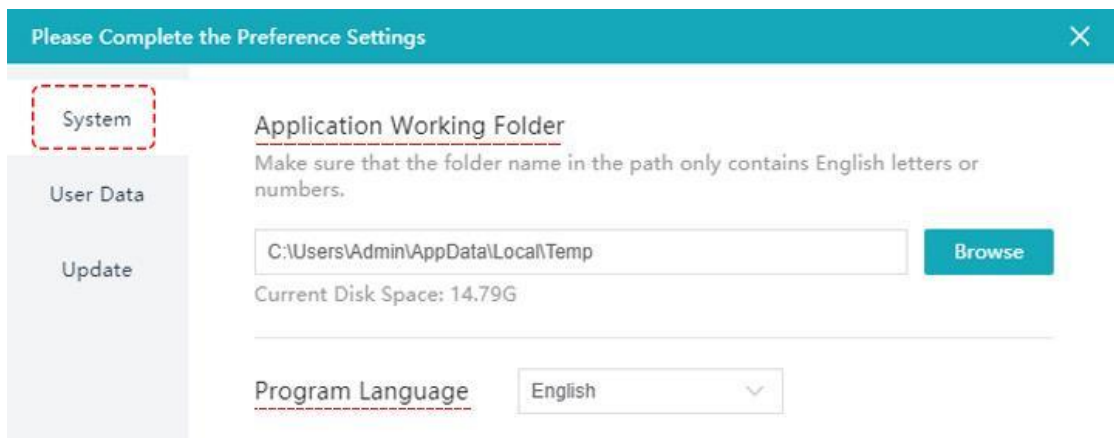 Please Complete the Preference Settings
System
User Data
Update
Application Working Folder
Make sure that the folder name in the path only contains English letters or
numbers.
C:\Users\Admin\AppData\Local\Temp
Browse
Current Disk Space: 14.79G
Program Language
English